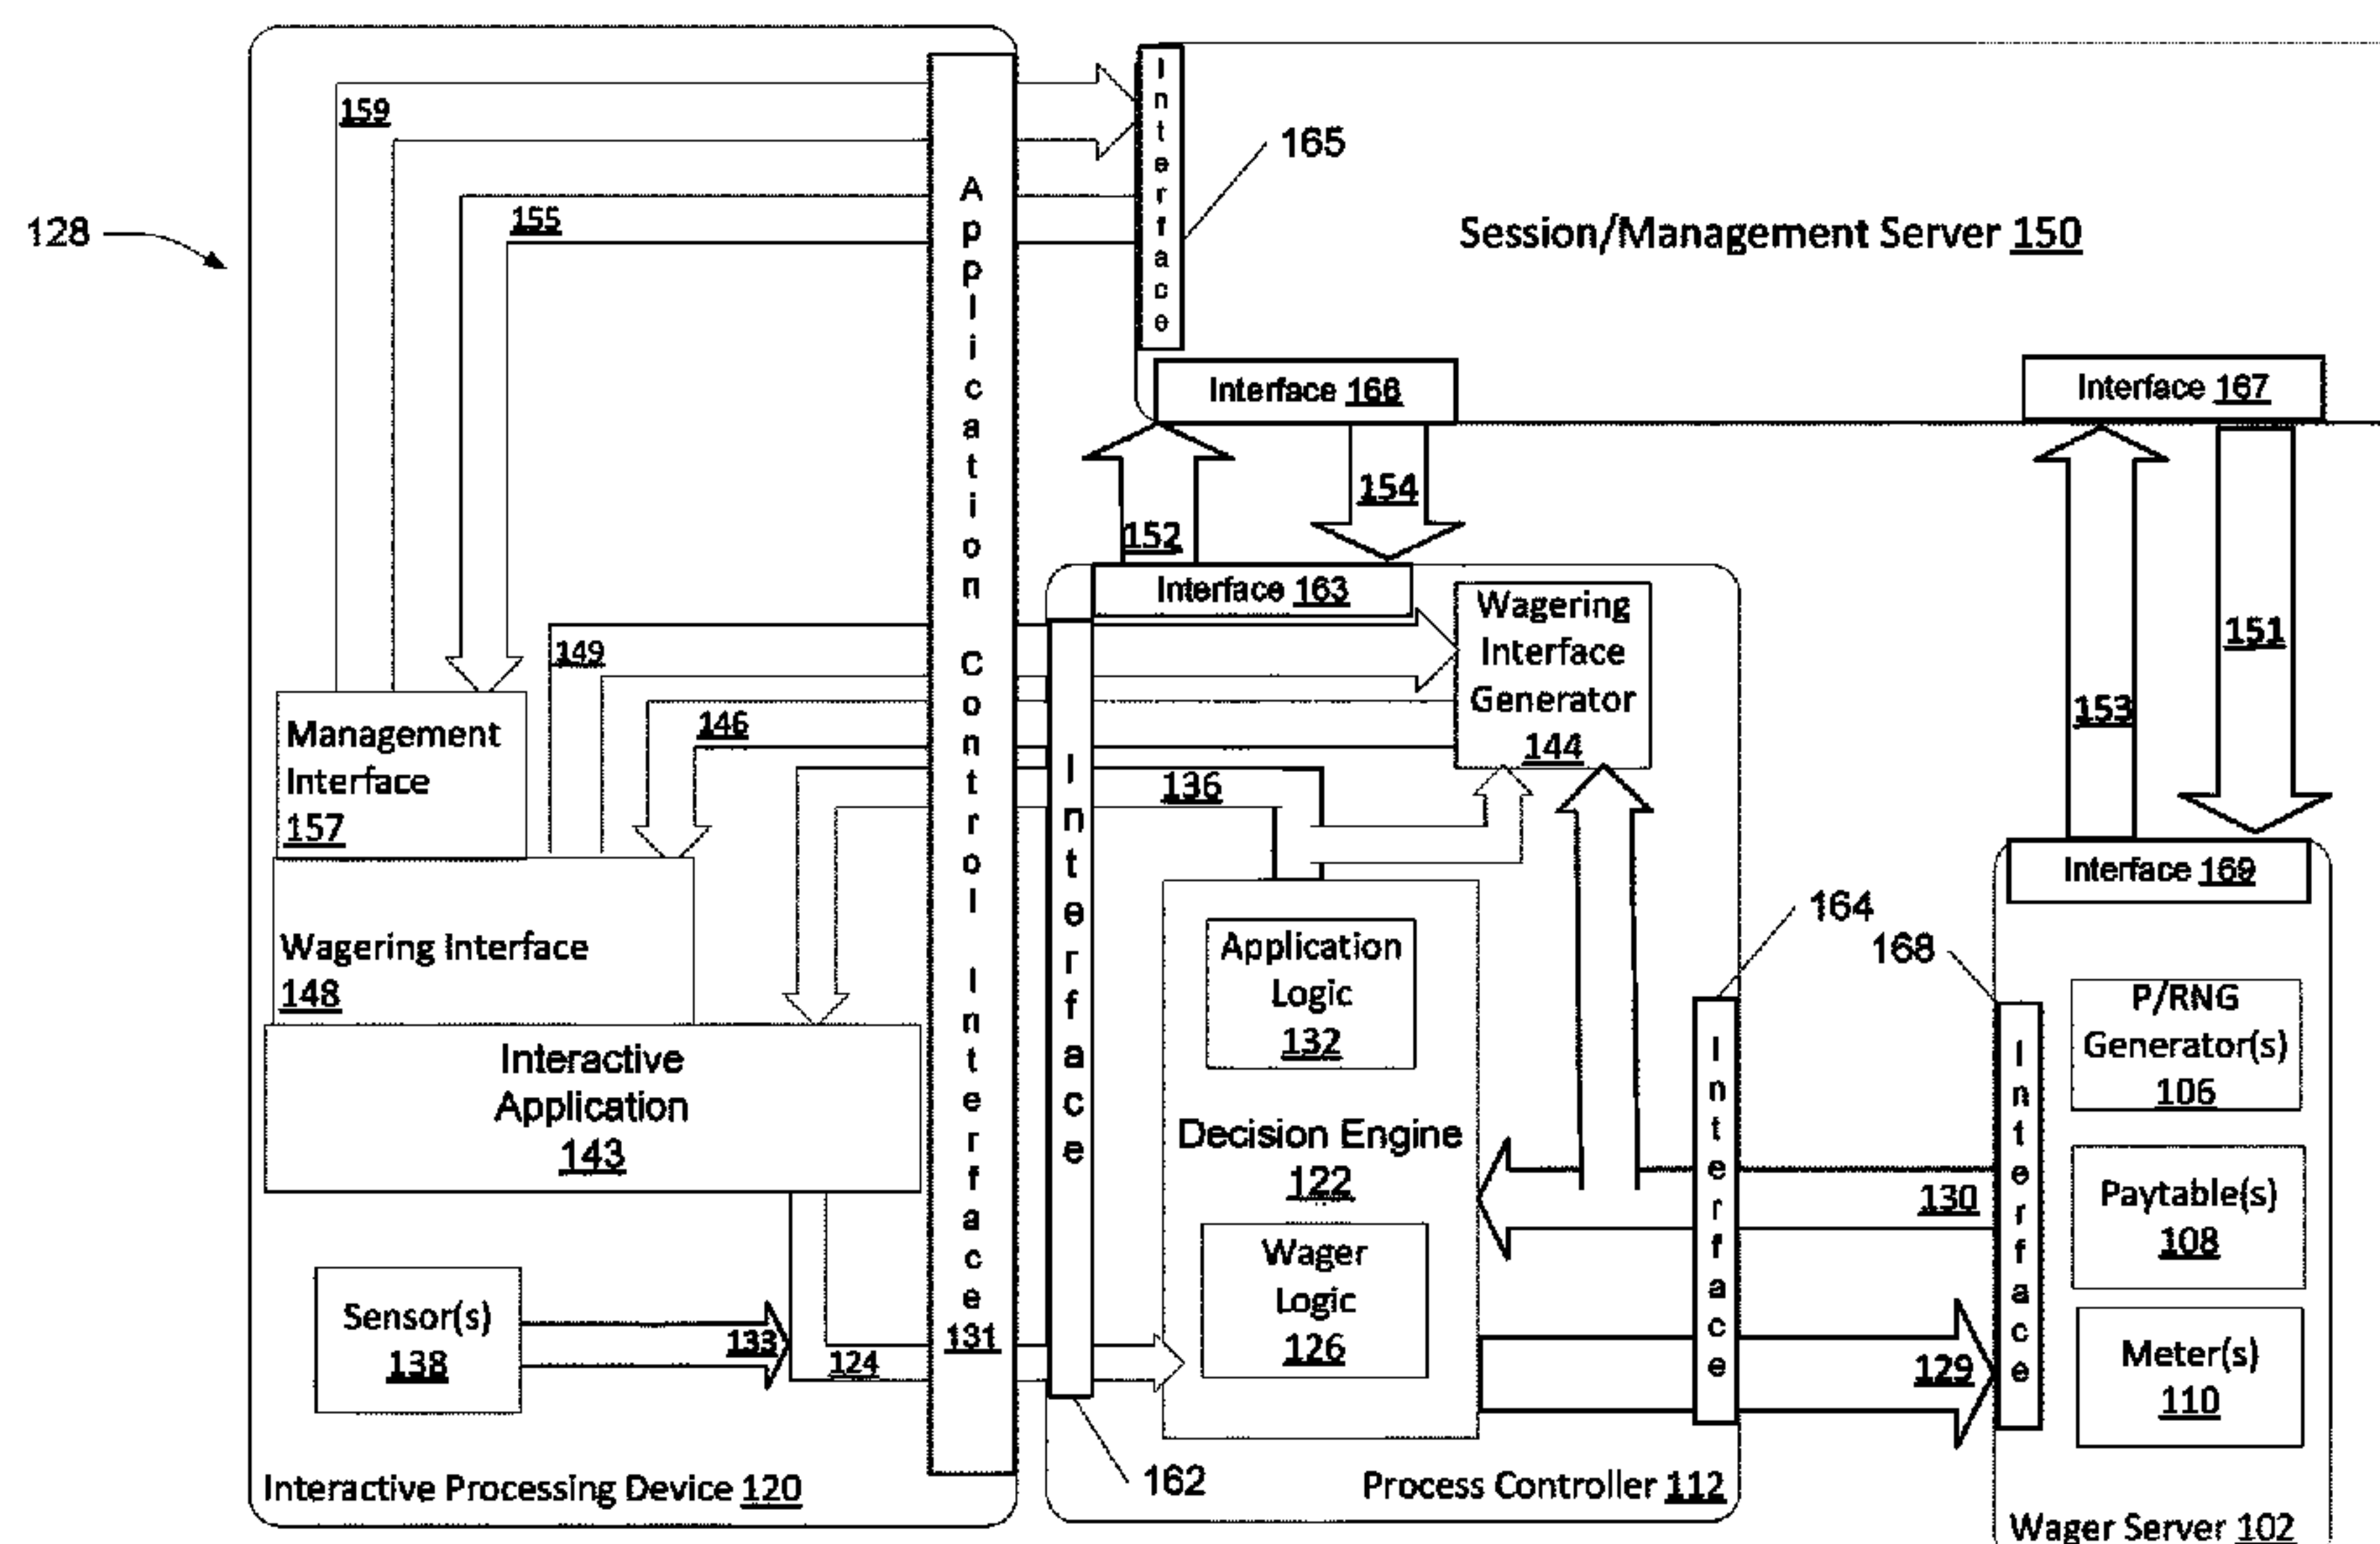 128
159
155
Application Control Interface
131
Interface
165
Session/Management Server 150
Interface 166
Interface 167
152
154
153
151
Interface 163
Wagering
Interface
Generator
144
149
146
136
Management
Interface
157
Wagering Interface
148
Interactive
Application
143
Sensor(s)
138
133
124
Interactive Processing Device 120
Interface
162
Application
Logic
132
Decision Engine
122
Wager
Logic
126
Process Controller 112
Interface
164
130
129
168
Interface
Interface 169
P/RNG
Generator(s)
106
Paytable(s)
108
Meter(s)
110
Wager Server 102